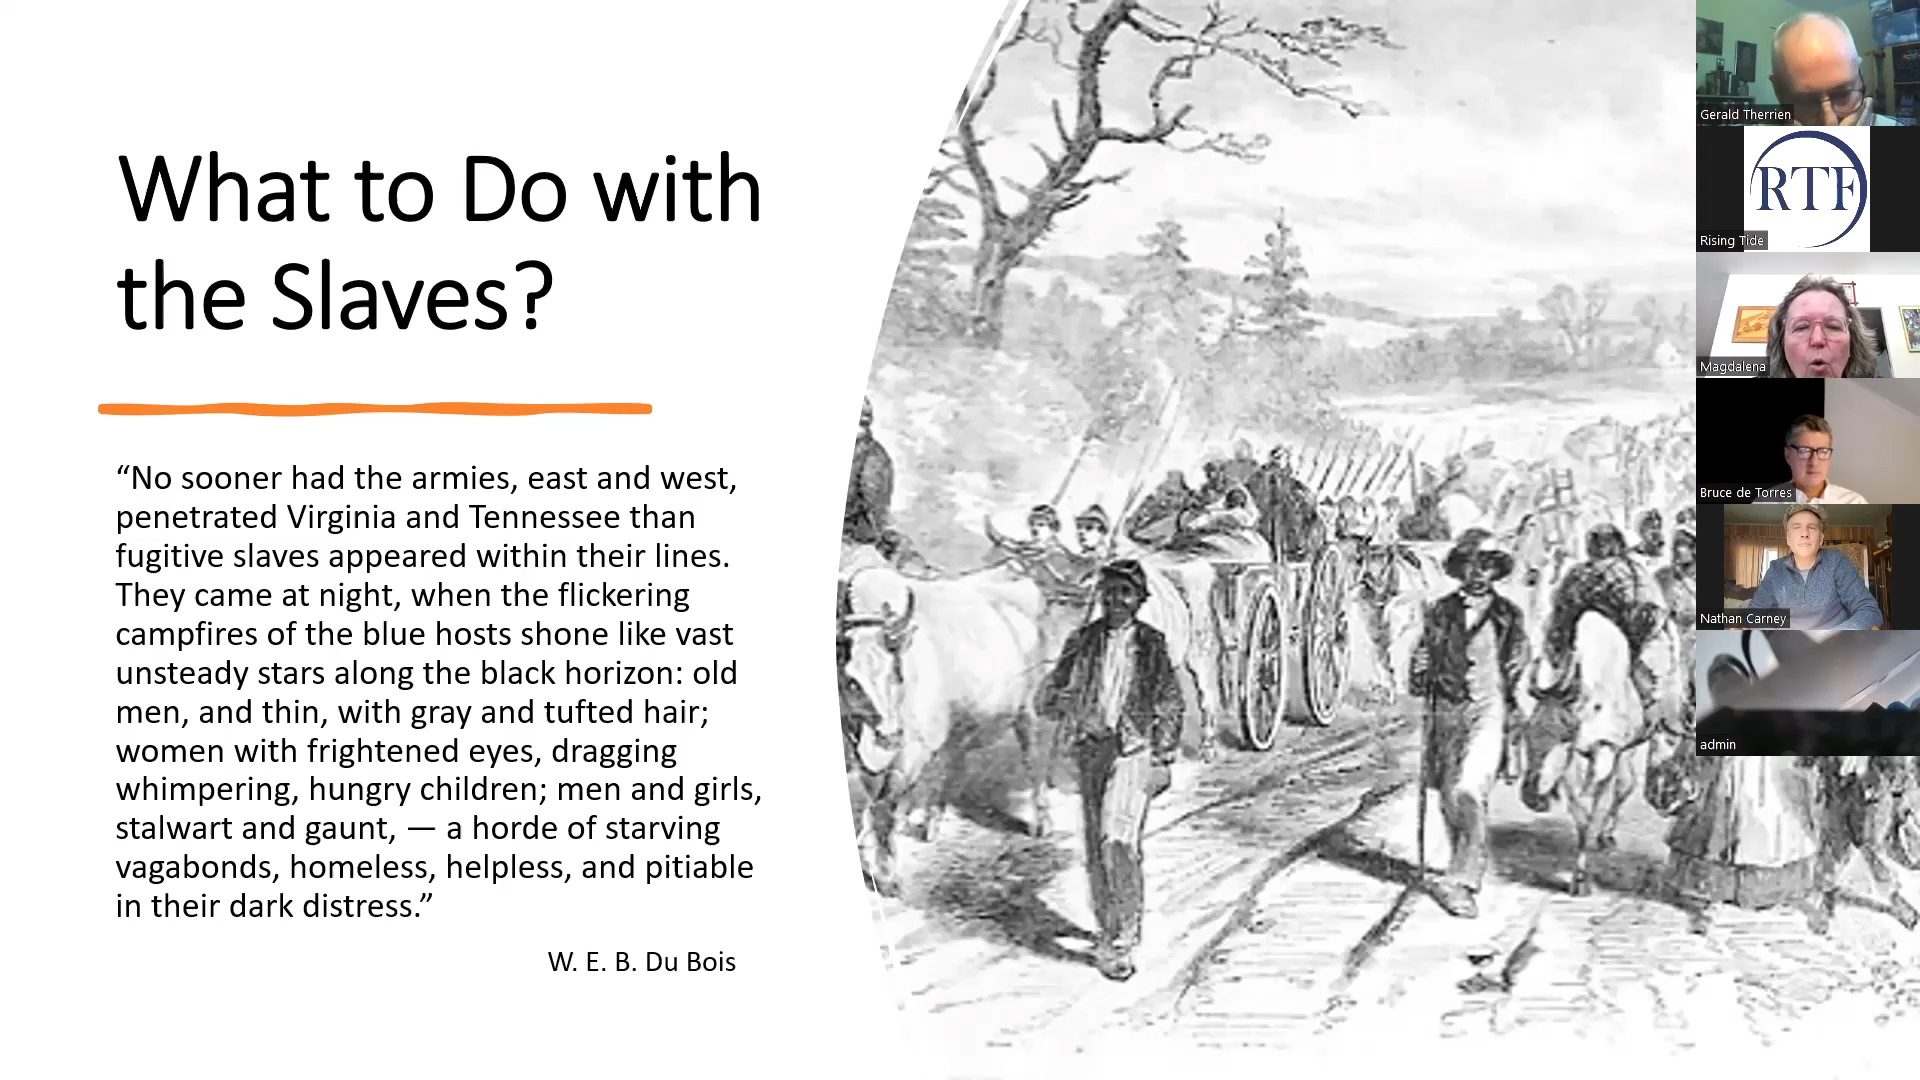 What to Do with
the Slaves?
“No sooner had the armies, east and west,
penetrated Virginia and Tennessee than
fugitive slaves appeared within their lines.
They came at night, when the flickering
campfires of the blue hosts shone like vast
unsteady stars along the black horizon: old
men, and thin, with gray and tufted hair;
women with frightened eyes, dragging
whimpering, hungry children; men and girls,
stalwart and gaunt, — a horde of starving
vagabonds, homeless, helpless, and pitiable
in their dark distress.”
W. E. B. Du Bois
Gerald Therrien
RTF
Rising Tide
Magdalena
Bruce de Torres
Nathan Carney
admin